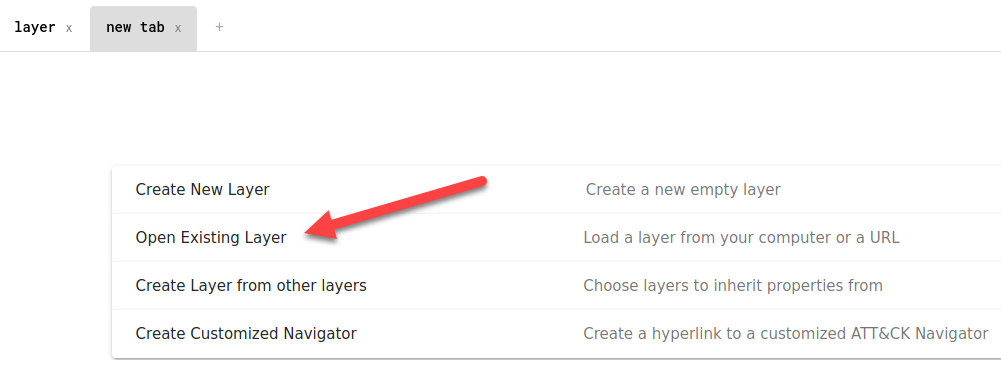 layer x new tab x +
Create New Layer Create a new empty layer
Open Existing Layer Load a layer from your computer or a URL
Create Layer from other layers Choose layers to inherit properties from
Create Customized Navigator Create a hyperlink to a customized ATT&CK Navigator